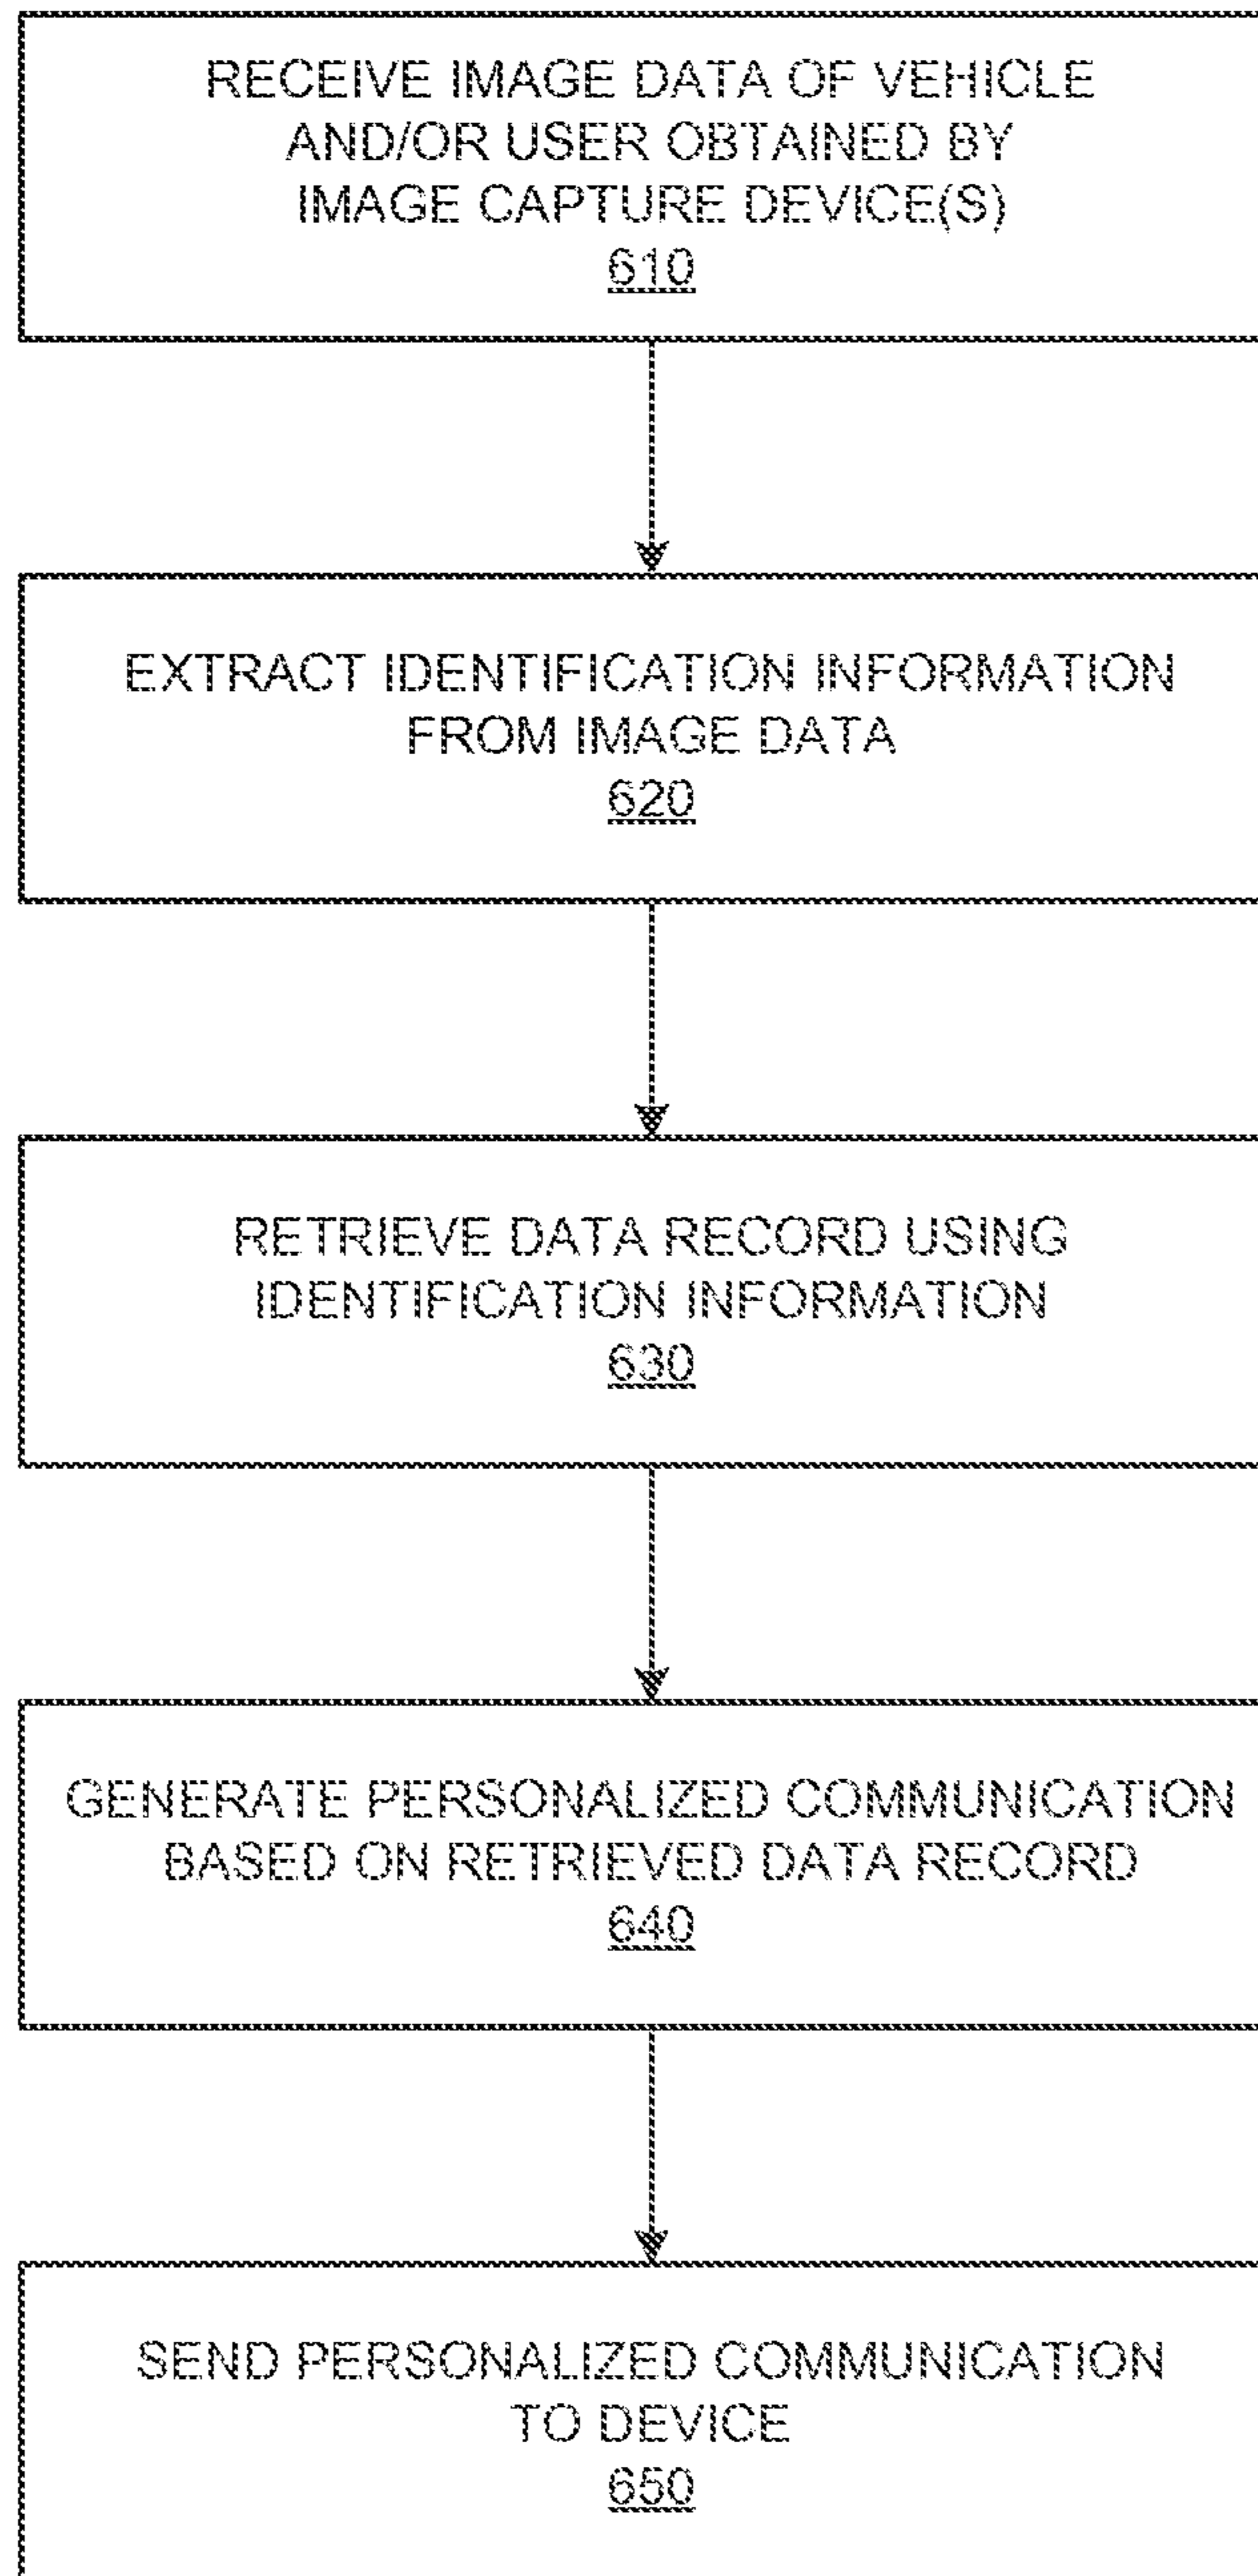 RECEIVE IMAGE DATA OF VEHICLE
AND/OR USER OBTAINED BY
IMAGE CAPTURE DEVICE(S)
610
EXTRACT IDENTIFICATION INFORMATION
FROM IMAGE DATA
620
RETRIEVE DATA RECORD USING
IDENTIFICATION INFORMATION
630
GENERATE PERSONALIZED COMMUNICATION
BASED ON RETRIEVED DATA RECORD
640
SEND PERSONALIZED COMMUNICATION
TO DEVICE
650